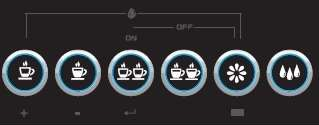 OFF
ON
+ - ↵